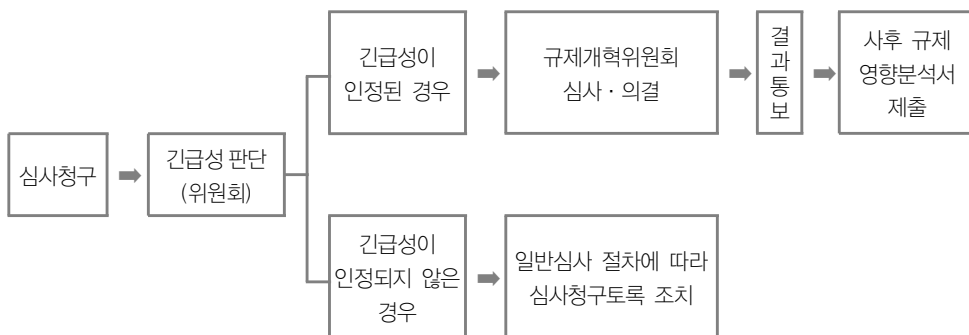 심사청구
긴급성 판단
(위원회)
긴급성이
인정된 경우
규제개혁위원회
심사 · 의결
결과통보
사후 규제
영향분석서
제출
긴급성이
인정되지 않은
경우
일반심사 절차에 따라
심사청구토록 조치